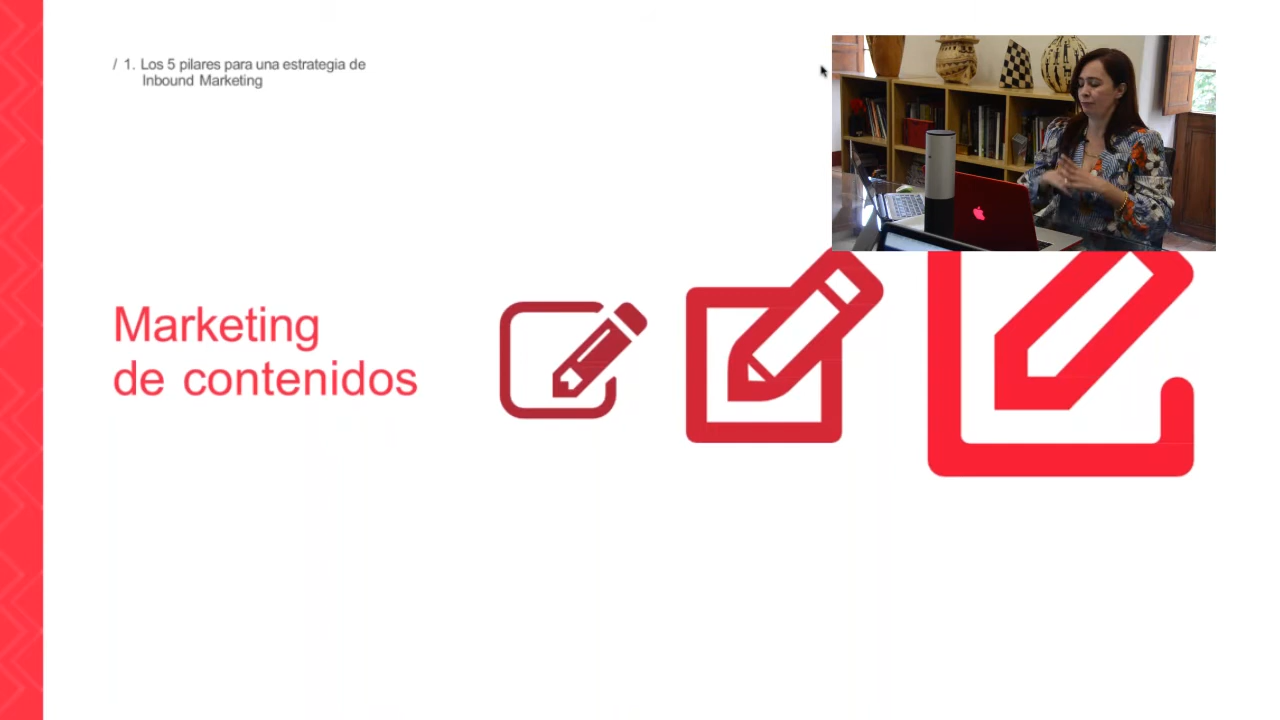 / 1. Los 5 pilares para una estrategia de
Inbound Marketing
Marketing
de contenidos